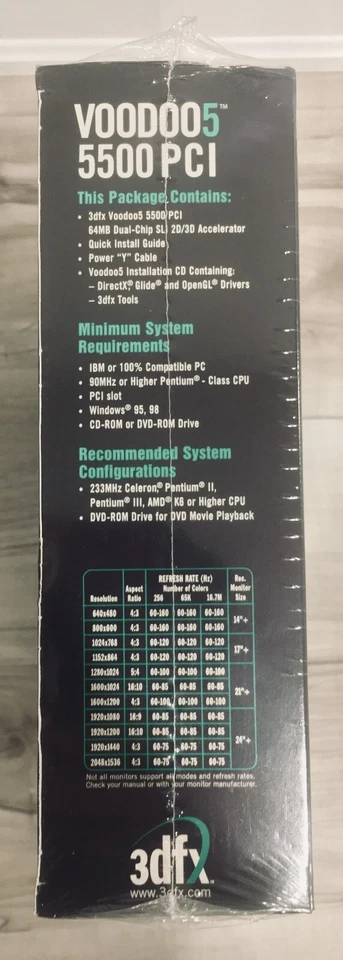 VOODOO5™
5500 PCI
This Package Contains:
• 3dfx Voodoo5 5500 PCI
64MB Dual-Chip SLI 2D/3D Accelerator
• Quick Install Guide
• Power "Y" Cable
• Voodoo5 Installation CD Containing:
– DirectX,® Glide® and OpenGL® Drivers
– 3dfx Tools
Minimum System
Requirements
• IBM or 100% Compatible PC
• 90MHz or Higher Pentium® - Class CPU
• PCI slot
• Windows® 95, 98
• CD-ROM or DVD-ROM Drive
Recommended System
Configurations
• 233MHz Celeron,® Pentium® II,
Pentium® III, AMD® K6 or Higher CPU
• DVD-ROM Drive for DVD Movie Playback
Resolution Aspect Ratio REFRESH RATE (Hz) Number of Colors 256 65K 16.7M Rec. Monitor Size
640x480 4:3 60-160 60-160 60-160 14"+
800x600 4:3 60-160 60-160 60-160
1024x768 4:3 60-120 60-120 60-120 17"+
1152x864 4:3 60-120 60-120 60-120
1280x1024 5:4 60-100 60-100 60-100 21"+
1600x1024 16:10 60-85 60-85 60-85
1600x1200 4:3 60-100 60-100 60-100
1920x1080 16:9 60-85 60-85 60-85 24"+
1920x1200 16:10 60-85 60-85 60-85
1920x1440 4:3 60-75 60-75 60-75
2048x1536 4:3 60-75 60-75 60-75
Not all monitors support all modes and refresh rates.
Check your manual or with your monitor manufacturer.
3dfx™
www.3dfx.com